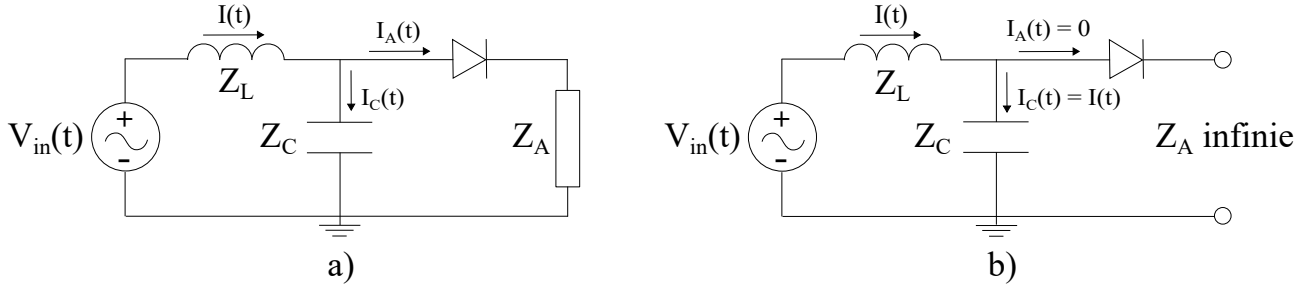 I(t)
I_A(t)
Z_L
I_C(t)
V_in(t)
+
-
Z_C
Z_A
a)
I(t)
I_A(t) = 0
Z_L
I_C(t) = I(t)
V_in(t)
+
-
Z_C
Z_A infinie
b)